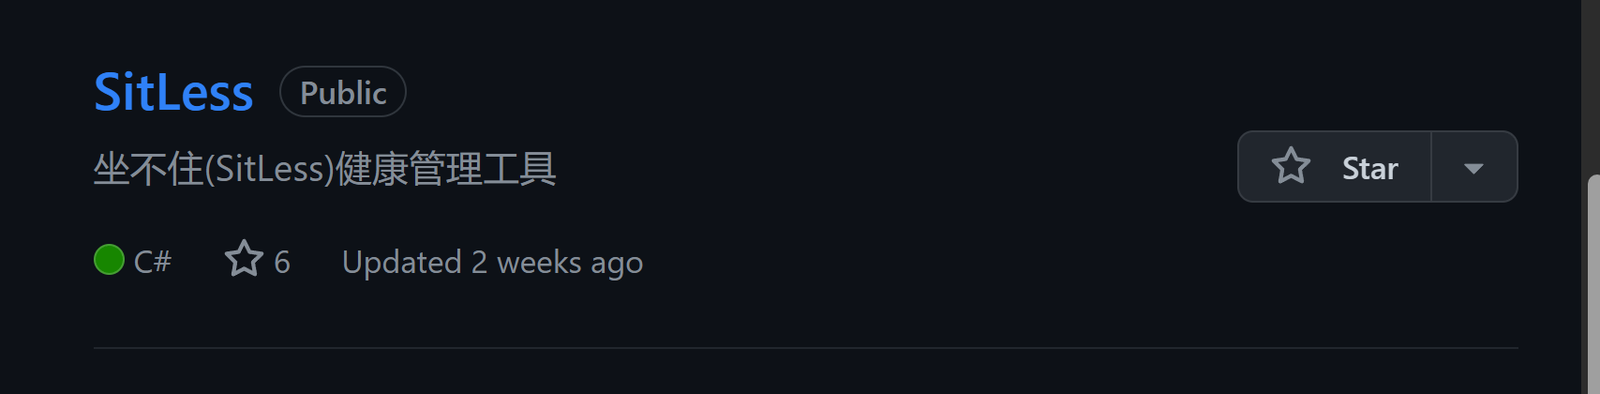 SitLess Public
坐不住(SitLess)健康管理工具
Star
C# 6 Updated 2 weeks ago